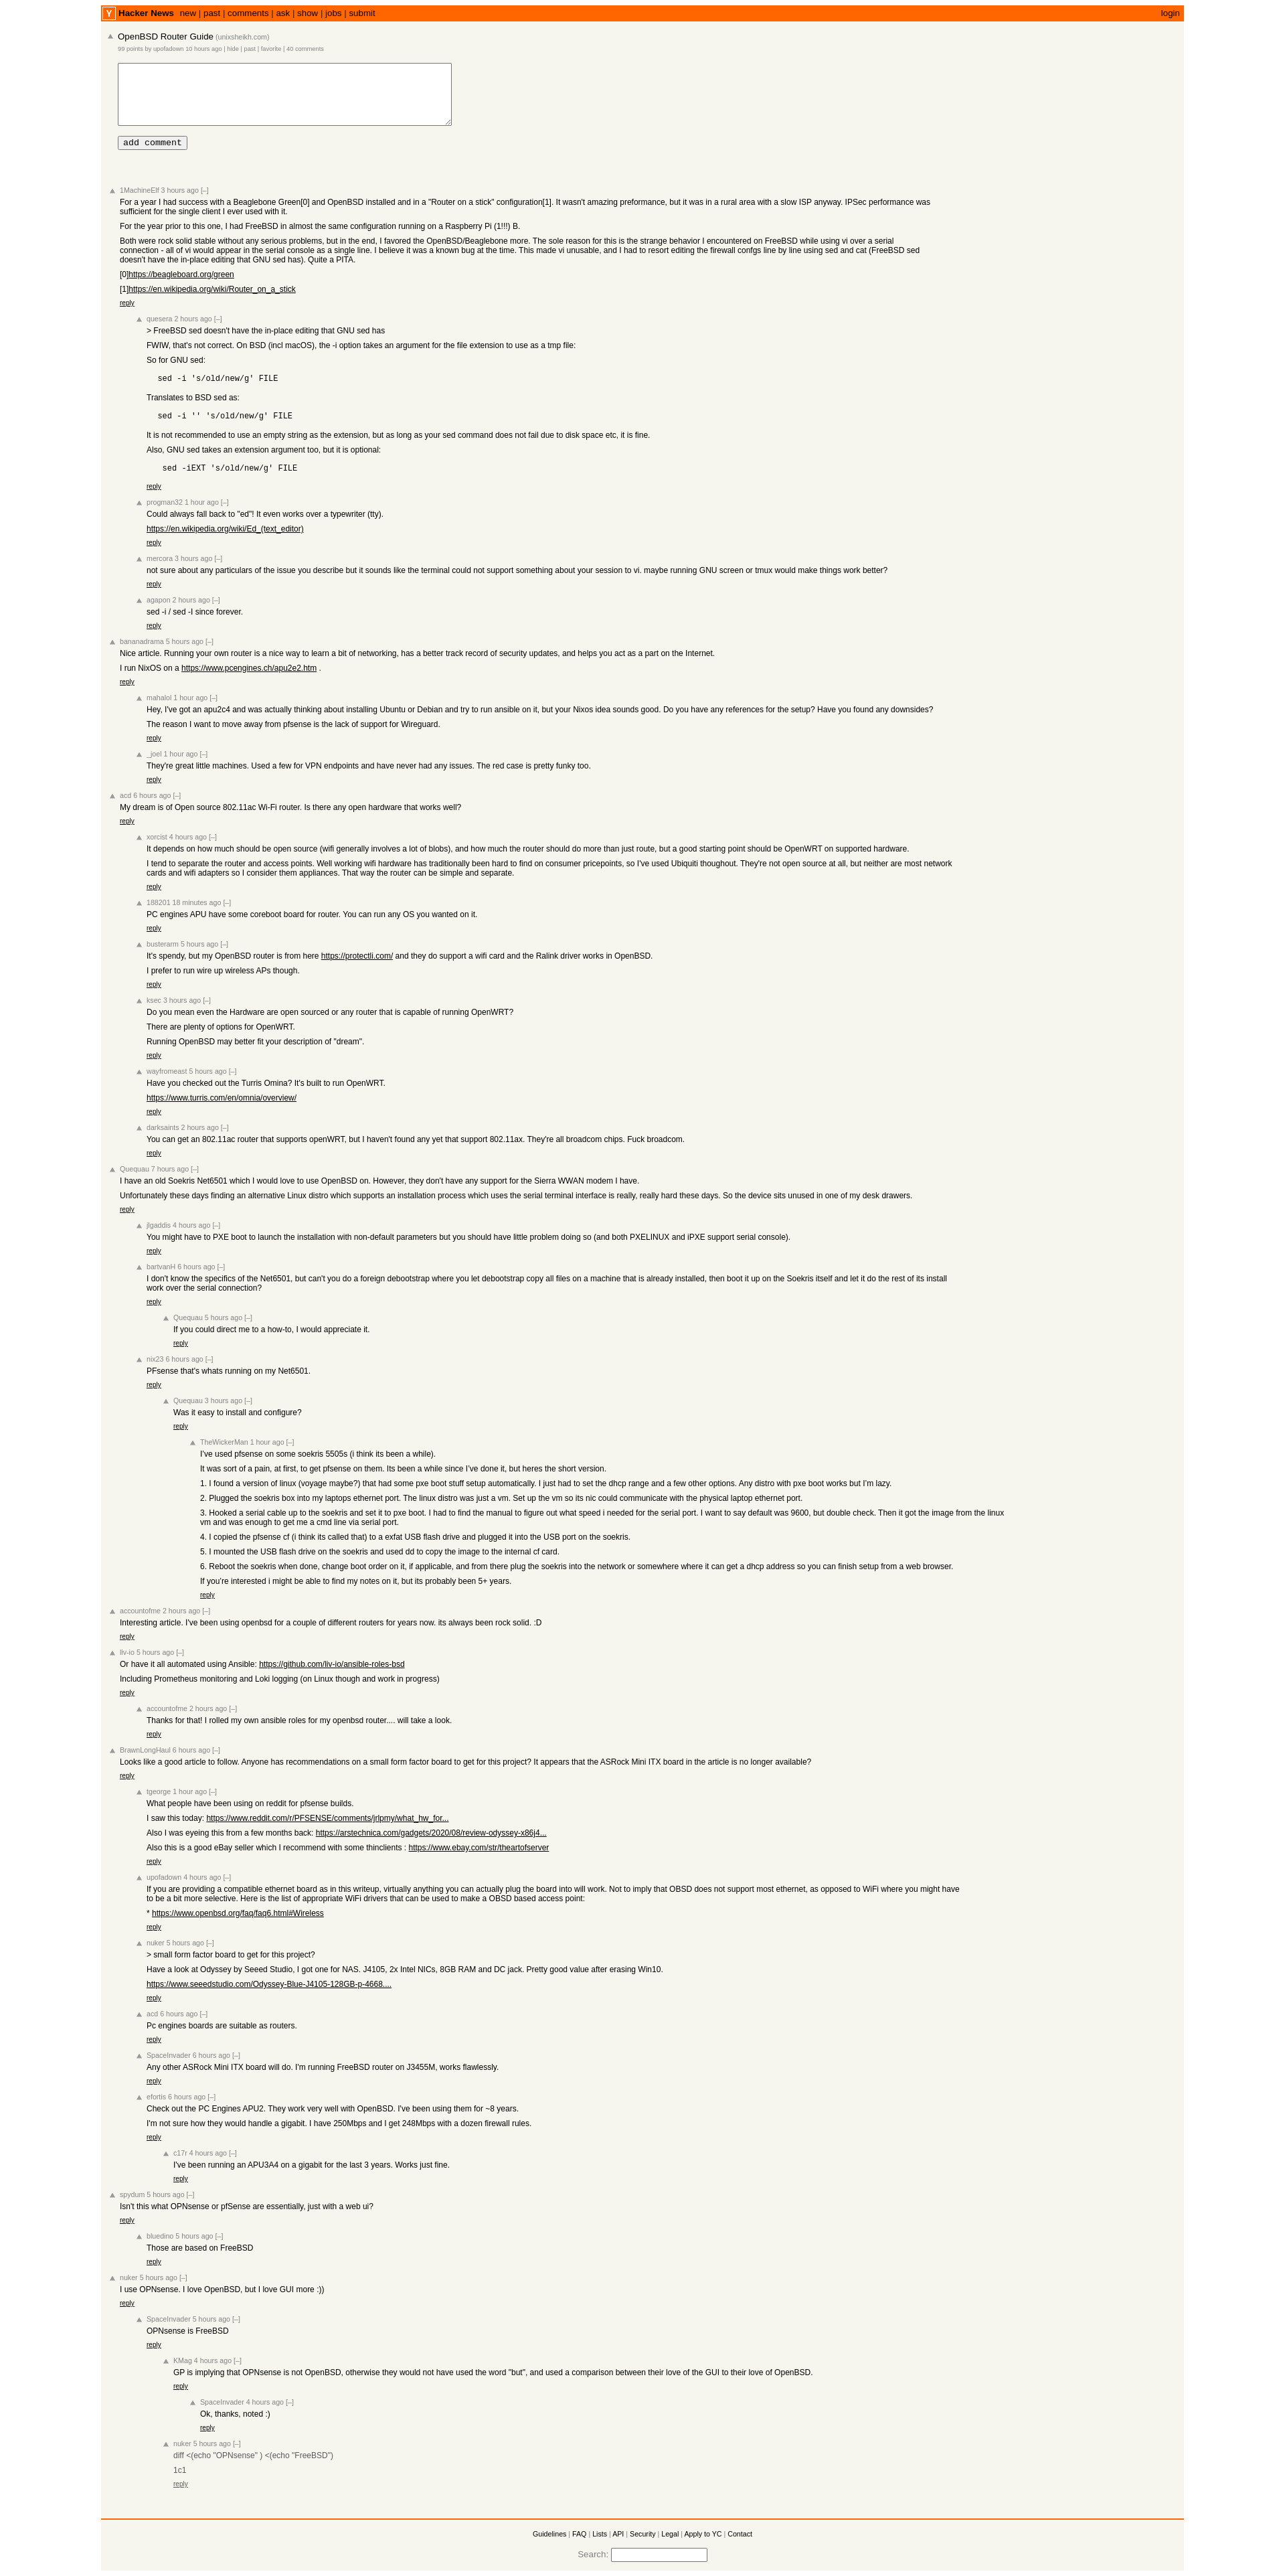 Y Hacker News new | past | comments | ask | show | jobs | submit login
OpenBSD Router Guide (unixsheikh.com)
99 points by upofadown 10 hours ago | hide | past | favorite | 40 comments
add comment
1MachineElf 3 hours ago [–]
For a year I had success with a Beaglebone Green[0] and OpenBSD installed and in a "Router on a stick" configuration[1]. It wasn't amazing preformance, but it was in a rural area with a slow ISP anyway. IPSec performance was
sufficient for the single client I ever used with it.
For the year prior to this one, I had FreeBSD in almost the same configuration running on a Raspberry Pi (1!!!) B.
Both were rock solid stable without any serious problems, but in the end, I favored the OpenBSD/Beaglebone more. The sole reason for this is the strange behavior I encountered on FreeBSD while using vi over a serial
connection - all of vi would appear in the serial console as a single line. I believe it was a known bug at the time. This made vi unusable, and I had to resort editing the firewall confgs line by line using sed and cat (FreeBSD sed
doesn't have the in-place editing that GNU sed has). Quite a PITA.
[0]https://beagleboard.org/green
[1]https://en.wikipedia.org/wiki/Router_on_a_stick
reply
quesera 2 hours ago [–]
> FreeBSD sed doesn't have the in-place editing that GNU sed has
FWIW, that's not correct. On BSD (incl macOS), the -i option takes an argument for the file extension to use as a tmp file:
So for GNU sed:
sed -i 's/old/new/g' FILE
Translates to BSD sed as:
sed -i '' 's/old/new/g' FILE
It is not recommended to use an empty string as the extension, but as long as your sed command does not fail due to disk space etc, it is fine.
Also, GNU sed takes an extension argument too, but it is optional:
sed -iEXT 's/old/new/g' FILE
reply
progman32 1 hour ago [–]
Could always fall back to "ed"! It even works over a typewriter (tty).
https://en.wikipedia.org/wiki/Ed_(text_editor)
reply
mercora 3 hours ago [–]
not sure about any particulars of the issue you describe but it sounds like the terminal could not support something about your session to vi. maybe running GNU screen or tmux would make things work better?
reply
agapon 2 hours ago [–]
sed -i / sed -I since forever.
reply
bananadrama 5 hours ago [–]
Nice article. Running your own router is a nice way to learn a bit of networking, has a better track record of security updates, and helps you act as a part on the Internet.
I run NixOS on a https://www.pcengines.ch/apu2e2.htm .
reply
mahalol 1 hour ago [–]
Hey, I've got an apu2c4 and was actually thinking about installing Ubuntu or Debian and try to run ansible on it, but your Nixos idea sounds good. Do you have any references for the setup? Have you found any downsides?
The reason I want to move away from pfsense is the lack of support for Wireguard.
reply
_joel 1 hour ago [–]
They're great little machines. Used a few for VPN endpoints and have never had any issues. The red case is pretty funky too.
reply
acd 6 hours ago [–]
My dream is of Open source 802.11ac Wi-Fi router. Is there any open hardware that works well?
reply
xorcist 4 hours ago [–]
It depends on how much should be open source (wifi generally involves a lot of blobs), and how much the router should do more than just route, but a good starting point should be OpenWRT on supported hardware.
I tend to separate the router and access points. Well working wifi hardware has traditionally been hard to find on consumer pricepoints, so I've used Ubiquiti thoughout. They're not open source at all, but neither are most network
cards and wifi adapters so I consider them appliances. That way the router can be simple and separate.
reply
188201 18 minutes ago [–]
PC engines APU have some coreboot board for router. You can run any OS you wanted on it.
reply
busterarm 5 hours ago [–]
It's spendy, but my OpenBSD router is from here https://protectli.com/ and they do support a wifi card and the Ralink driver works in OpenBSD.
I prefer to run wire up wireless APs though.
reply
ksec 3 hours ago [–]
Do you mean even the Hardware are open sourced or any router that is capable of running OpenWRT?
There are plenty of options for OpenWRT.
Running OpenBSD may better fit your description of "dream".
reply
wayfromeast 5 hours ago [–]
Have you checked out the Turris Omina? It's built to run OpenWRT.
https://www.turris.com/en/omnia/overview/
reply
darksaints 2 hours ago [–]
You can get an 802.11ac router that supports openWRT, but I haven't found any yet that support 802.11ax. They're all broadcom chips. Fuck broadcom.
reply
Quequau 7 hours ago [–]
I have an old Soekris Net6501 which I would love to use OpenBSD on. However, they don't have any support for the Sierra WWAN modem I have.
Unfortunately these days finding an alternative Linux distro which supports an installation process which uses the serial terminal interface is really, really hard these days. So the device sits unused in one of my desk drawers.
reply
jlgaddis 4 hours ago [–]
You might have to PXE boot to launch the installation with non-default parameters but you should have little problem doing so (and both PXELINUX and iPXE support serial console).
reply
bartvanH 6 hours ago [–]
I don't know the specifics of the Net6501, but can't you do a foreign debootstrap where you let debootstrap copy all files on a machine that is already installed, then boot it up on the Soekris itself and let it do the rest of its install
work over the serial connection?
reply
Quequau 5 hours ago [–]
If you could direct me to a how-to, I would appreciate it.
reply
nix23 6 hours ago [–]
PFsense that's whats running on my Net6501.
reply
Quequau 3 hours ago [–]
Was it easy to install and configure?
reply
TheWickerMan 1 hour ago [–]
I've used pfsense on some soekris 5505s (i think its been a while).
It was sort of a pain, at first, to get pfsense on them. Its been a while since I've done it, but heres the short version.
1. I found a version of linux (voyage maybe?) that had some pxe boot stuff setup automatically. I just had to set the dhcp range and a few other options. Any distro with pxe boot works but I'm lazy.
2. Plugged the soekris box into my laptops ethernet port. The linux distro was just a vm. Set up the vm so its nic could communicate with the physical laptop ethernet port.
3. Hooked a serial cable up to the soekris and set it to pxe boot. I had to find the manual to figure out what speed i needed for the serial port. I want to say default was 9600, but double check. Then it got the image from the linux
vm and was enough to get me a cmd line via serial port.
4. I copied the pfsense cf (i think its called that) to a exfat USB flash drive and plugged it into the USB port on the soekris.
5. I mounted the USB flash drive on the soekris and used dd to copy the image to the internal cf card.
6. Reboot the soekris when done, change boot order on it, if applicable, and from there plug the soekris into the network or somewhere where it can get a dhcp address so you can finish setup from a web browser.
If you're interested i might be able to find my notes on it, but its probably been 5+ years.
reply
accountofme 2 hours ago [–]
Interesting article. I've been using openbsd for a couple of different routers for years now. its always been rock solid. :D
reply
liv-io 5 hours ago [–]
Or have it all automated using Ansible: https://github.com/liv-io/ansible-roles-bsd
Including Prometheus monitoring and Loki logging (on Linux though and work in progress)
reply
accountofme 2 hours ago [–]
Thanks for that! I rolled my own ansible roles for my openbsd router.... will take a look.
reply
BrawnLongHaul 6 hours ago [–]
Looks like a good article to follow. Anyone has recommendations on a small form factor board to get for this project? It appears that the ASRock Mini ITX board in the article is no longer available?
reply
tgeorge 1 hour ago [–]
What people have been using on reddit for pfsense builds.
I saw this today: https://www.reddit.com/r/PFSENSE/comments/jrlpmy/what_hw_for...
Also I was eyeing this from a few months back: https://arstechnica.com/gadgets/2020/08/review-odyssey-x86j4...
Also this is a good eBay seller which I recommend with some thinclients : https://www.ebay.com/str/theartofserver
reply
upofadown 4 hours ago [–]
If you are providing a compatible ethernet board as in this writeup, virtually anything you can actually plug the board into will work. Not to imply that OBSD does not support most ethernet, as opposed to WiFi where you might have
to be a bit more selective. Here is the list of appropriate WiFi drivers that can be used to make a OBSD based access point:
* https://www.openbsd.org/faq/faq6.html#Wireless
reply
nuker 5 hours ago [–]
> small form factor board to get for this project?
Have a look at Odyssey by Seeed Studio, I got one for NAS. J4105, 2x Intel NICs, 8GB RAM and DC jack. Pretty good value after erasing Win10.
https://www.seeedstudio.com/Odyssey-Blue-J4105-128GB-p-4668....
reply
acd 6 hours ago [–]
Pc engines boards are suitable as routers.
reply
SpaceInvader 6 hours ago [–]
Any other ASRock Mini ITX board will do. I'm running FreeBSD router on J3455M, works flawlessly.
reply
efortis 6 hours ago [–]
Check out the PC Engines APU2. They work very well with OpenBSD. I've been using them for ~8 years.
I'm not sure how they would handle a gigabit. I have 250Mbps and I get 248Mbps with a dozen firewall rules.
reply
c17r 4 hours ago [–]
I've been running an APU3A4 on a gigabit for the last 3 years. Works just fine.
reply
spydum 5 hours ago [–]
Isn't this what OPNsense or pfSense are essentially, just with a web ui?
reply
bluedino 5 hours ago [–]
Those are based on FreeBSD
reply
nuker 5 hours ago [–]
I use OPNsense. I love OpenBSD, but I love GUI more :))
reply
SpaceInvader 5 hours ago [–]
OPNsense is FreeBSD
reply
KMag 4 hours ago [–]
GP is implying that OPNsense is not OpenBSD, otherwise they would not have used the word "but", and used a comparison between their love of the GUI to their love of OpenBSD.
reply
SpaceInvader 4 hours ago [–]
Ok, thanks, noted :)
reply
nuker 5 hours ago [–]
diff <(echo "OPNsense" ) <(echo "FreeBSD")
1c1
reply
Guidelines | FAQ | Lists | API | Security | Legal | Apply to YC | Contact
Search: